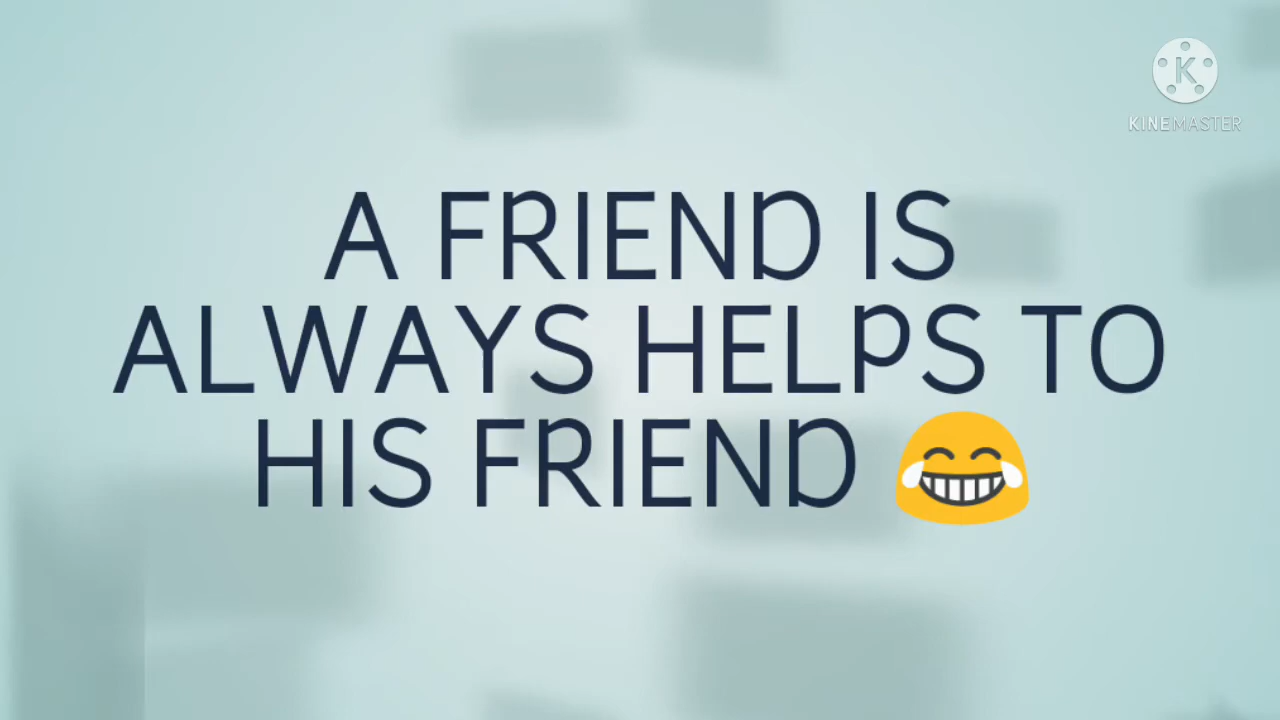 KINEMASTER
A FRIEND IS
ALWAYS HELPS TO
HIS FRIEND 😂